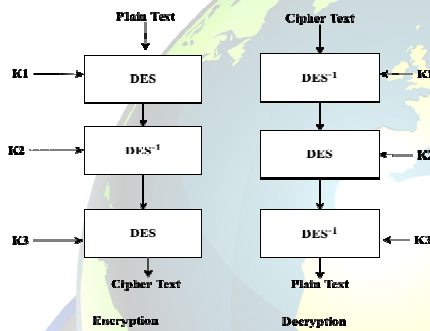 Plain Text
K1
DES
K2
DES⁻¹
K3
DES
Cipher Text
Encryption
Cipher Text
DES⁻¹
K1
DES
K2
DES⁻¹
K3
Plain Text
Decryption